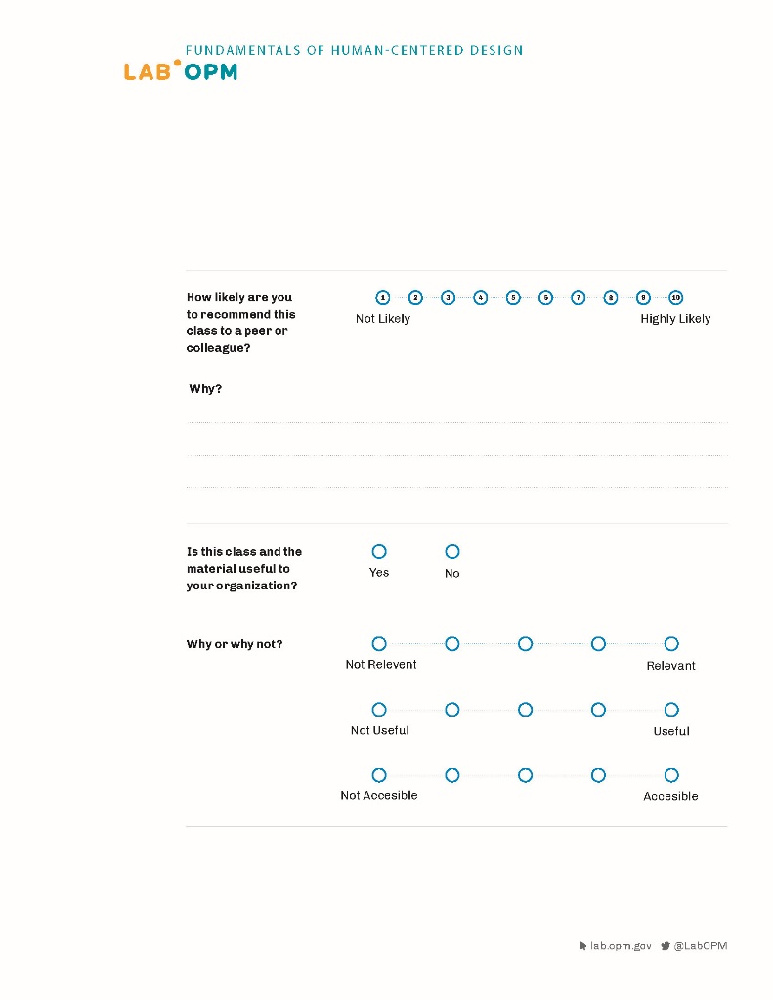 FUNDAMENTALS OF HUMAN-CENTERED DESIGN
LAB OPM
How likely are you
to recommend this
class to a peer or
colleague?
1 2 3 4 5 6 7 8 9 10
Not Likely Highly Likely
Why?
Is this class and the
material useful to
your organization?
Yes No
Why or why not?
Not Relevent Relevant
Not Useful Useful
Not Accesible Accesible
lab.opm.gov @LabOPM